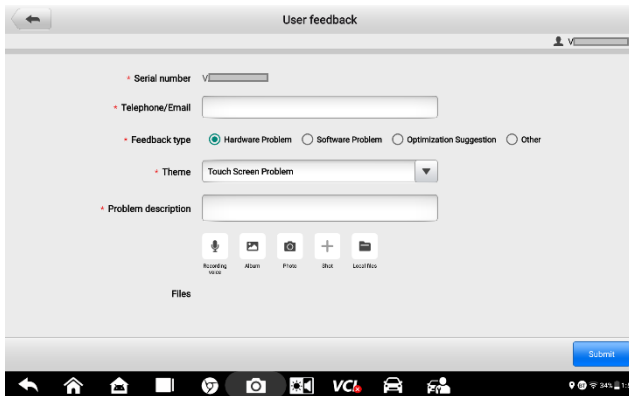 User feedback
V
* Serial number V
* Telephone/Email
* Feedback type Hardware Problem Software Problem Optimization Suggestion Other
* Theme Touch Screen Problem
* Problem description
Recording voice Album Photo Shot Local files
Files
Submit
VCI 34%